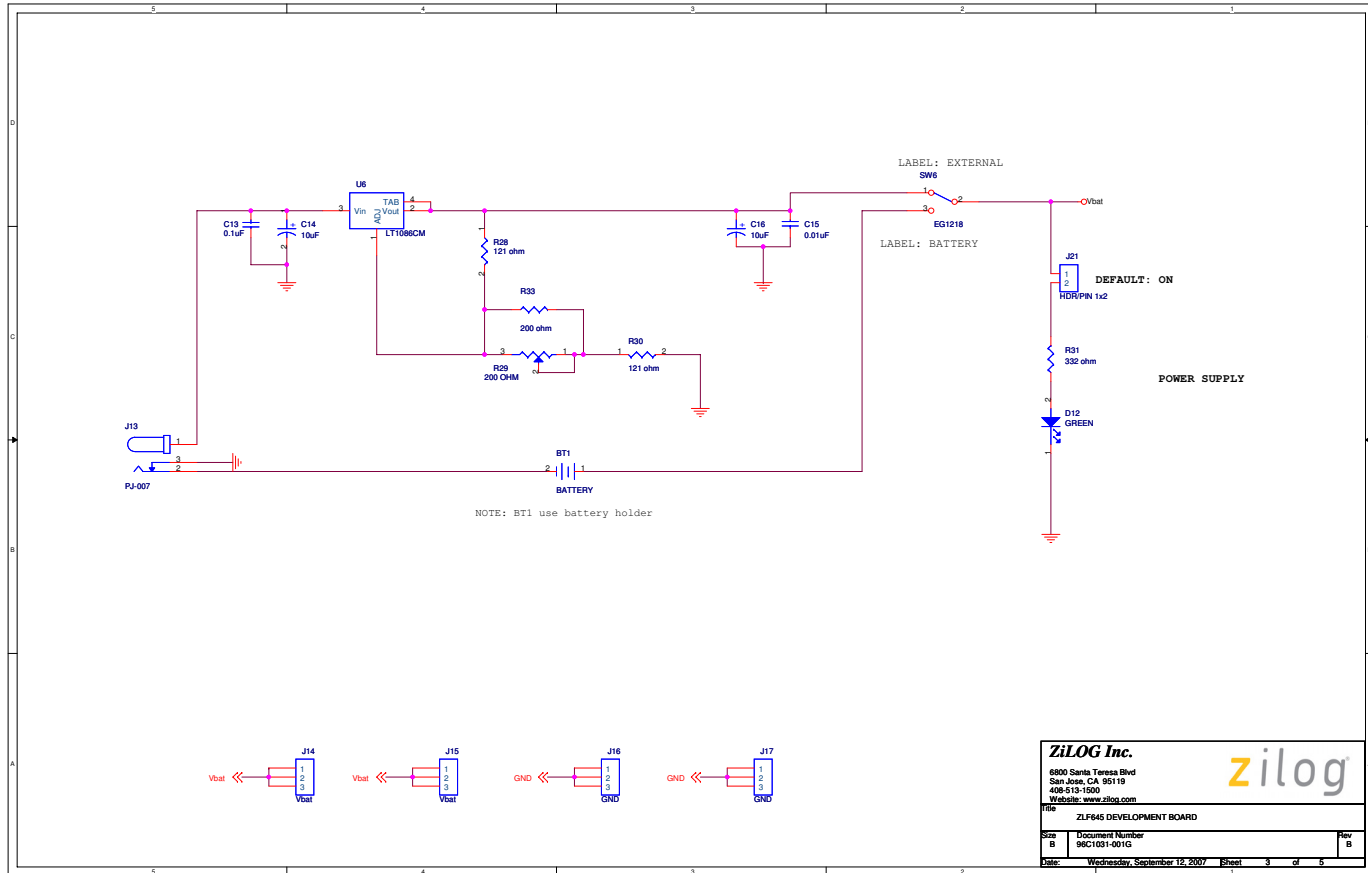 5 4 3 2 1
D
C
B
A
LABEL: EXTERNAL
SW6
1
2
3
EG1218
LABEL: BATTERY
Vbat
U6
TAB 4
3 Vin Vout 2
ADJ
1
LT1086CM
C13
0.1uF
1
C14
10uF
2
1
R28
121 ohm
2
C16
10uF
C15
0.01uF
J21
1
2
HDR/PIN 1x2
DEFAULT: ON
R33
200 ohm
3 1
2
R29
200 OHM
R30
1 2
121 ohm
R31
332 ohm
POWER SUPPLY
2
D12
GREEN
1
J13
1
3
2
PJ-007
BT1
2 1
BATTERY
NOTE: BT1 use battery holder
J14
Vbat
1
2
3
Vbat
J15
Vbat
1
2
3
Vbat
J16
GND
1
2
3
GND
J17
GND
1
2
3
GND
ZiLOG Inc.
6800 Santa Teresa Blvd
San Jose, CA 95119
408-513-1500
Website: www.zilog.com
zilog
Title
ZLF645 DEVELOPMENT BOARD
Size
B
Document Number
96C1031-001G
Rev
B
Date: Wednesday, September 12, 2007 Sheet 3 of 5
5 4 3 2 1